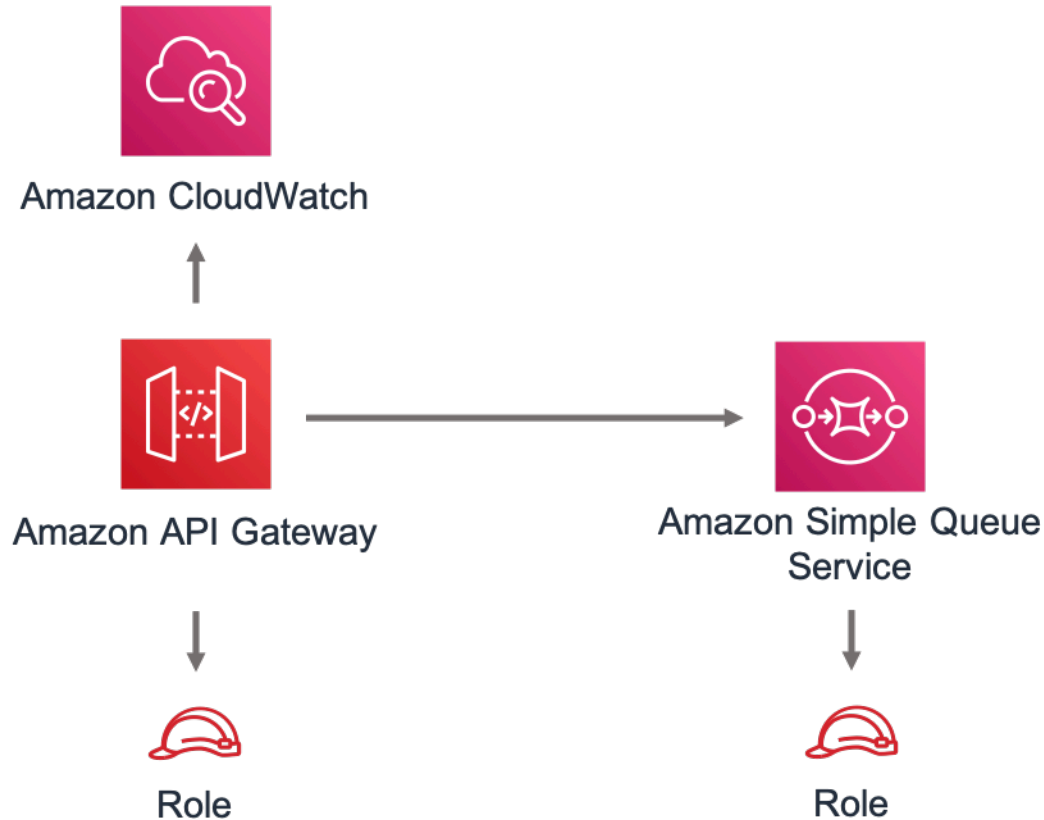 Amazon CloudWatch
</>
Amazon API Gateway
Amazon Simple Queue
Service
Role
Role